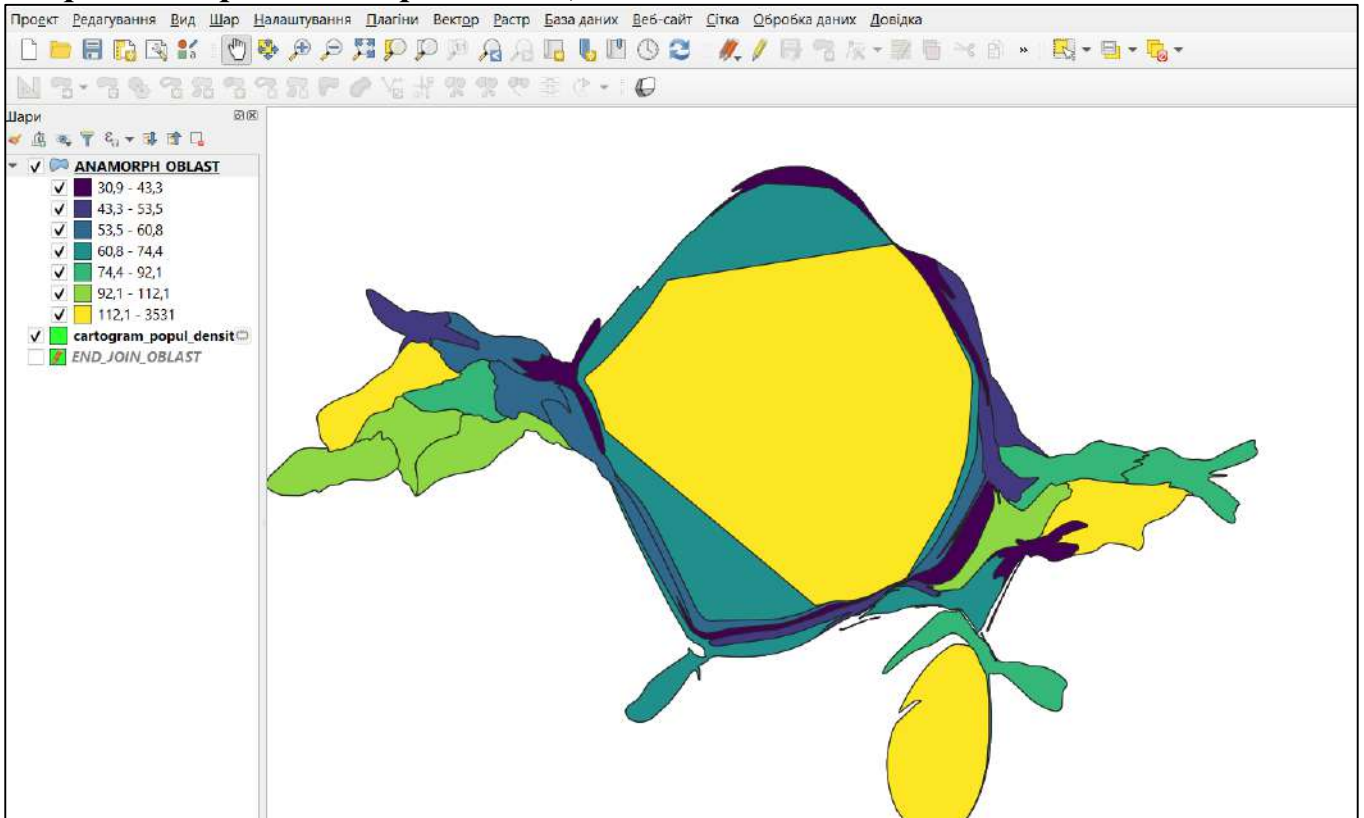 Проект Редагування Вид Шар Налаштування Плагіни Вектор Растр База даних Веб-сайт Сітка Обробка даних Довідка
Шари
ANAMORPH OBLAST
30,9 - 43,3
43,3 - 53,5
53,5 - 60,8
60,8 - 74,4
74,4 - 92,1
92,1 - 112,1
112,1 - 3531
cartogram_popul_densit
END_JOIN_OBLAST